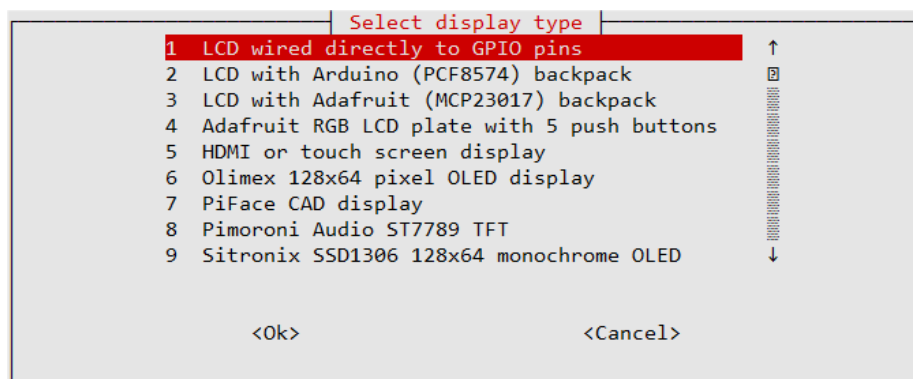 Select display type
1 LCD wired directly to GPIO pins
2 LCD with Arduino (PCF8574) backpack
3 LCD with Adafruit (MCP23017) backpack
4 Adafruit RGB LCD plate with 5 push buttons
5 HDMI or touch screen display
6 Olimex 128x64 pixel OLED display
7 PiFace CAD display
8 Pimoroni Audio ST7789 TFT
9 Sitronix SSD1306 128x64 monochrome OLED
<Ok> <Cancel>